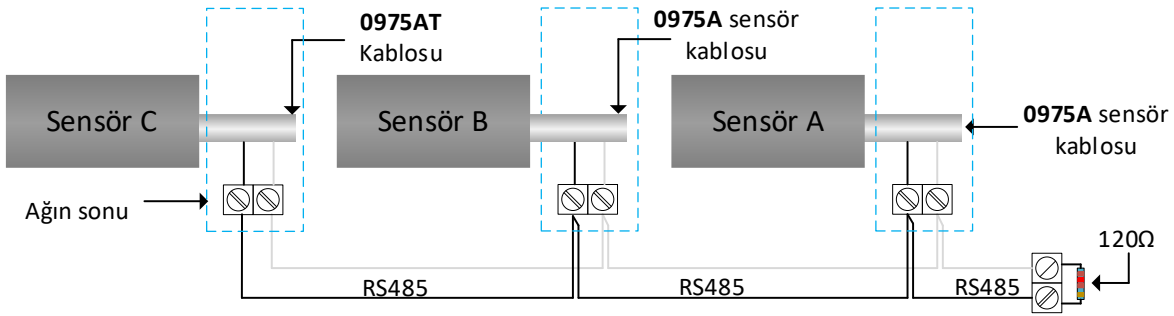 0975AT
Kablosu
0975A sensör
kablosu
Sensör C
Sensör B
Sensör A
0975A sensör
kablosu
Ağın sonu
120Ω
RS485
RS485
RS485